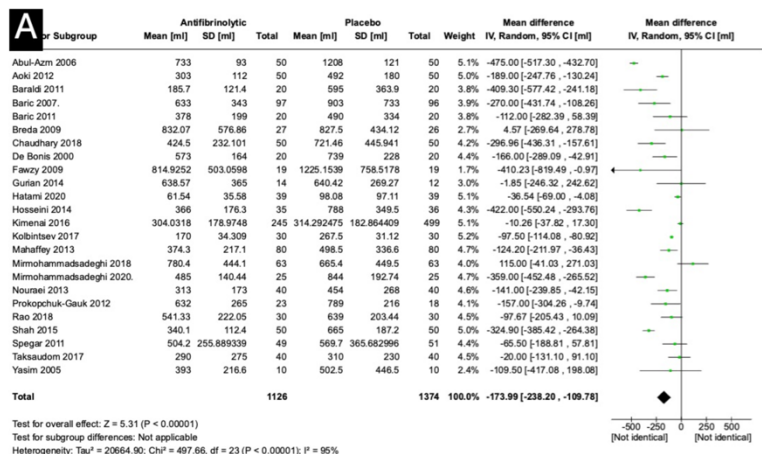 A
Antifibrinolytic Placebo Mean difference Mean difference
or Subgroup Mean [ml] SD [ml] Total Mean [ml] SD [ml] Total Weight IV, Random, 95% CI [ml] IV, Random, 95% CI [ml]
Abul-Azm 2006 733 93 50 1208 121 50 5.1% -475.00 [-517.30 , -432.70]
Aoki 2012 303 112 50 492 180 50 5.0% -189.00 [-247.76 , -130.24]
Baraldi 2011 185.7 121.4 20 595 363.9 20 4.0% -409.30 [-577.42 , -241.18]
Baric 2007. 633 343 97 903 733 96 4.0% -270.00 [-431.74 , -108.26]
Baric 2011 378 199 20 490 334 20 4.0% -112.00 [-282.39 , 58.39]
Breda 2009 832.07 576.86 27 827.5 434.12 26 2.9% 4.57 [-269.64 , 278.78]
Chaudhary 2018 424.5 232.101 50 721.46 445.941 50 4.3% -296.96 [-436.31 , -157.61]
De Bonis 2000 573 164 20 739 228 20 4.4% -166.00 [-289.09 , -42.91]
Fawzy 2009 814.9252 503.0598 19 1225.1539 758.5178 19 1.9% -410.23 [-819.49 , -0.97]
Gurian 2014 638.57 365 14 640.42 269.27 12 3.1% -1.85 [-246.32 , 242.62]
Hatami 2020 61.54 35.58 39 98.08 97.11 39 5.1% -36.54 [-69.00 , -4.08]
Hosseini 2014 366 176.3 35 788 349.5 36 4.4% -422.00 [-550.24 , -293.76]
Kimenai 2016 304.0318 178.9748 245 314.292475 182.864409 499 5.1% -10.26 [-37.82 , 17.30]
Kolbintsev 2017 170 34.309 30 267.5 31.12 30 5.2% -97.50 [-114.08 , -80.92]
Mahaffey 2013 374.3 217.1 80 498.5 336.6 80 4.8% -124.20 [-211.97 , -36.43]
Mirmohammadsadeghi 2018 780.4 444.1 63 665.4 449.5 63 4.1% 115.00 [-41.03 , 271.03]
Mirmohammadsadeghi 2020. 485 140.44 25 844 192.74 25 4.7% -359.00 [-452.48 , -265.52]
Nouraei 2013 313 173 40 454 268 40 4.7% -141.00 [-239.85 , -42.15]
Prokopchuk-Gauk 2012 632 265 23 789 216 18 4.2% -157.00 [-304.26 , -9.74]
Rao 2018 541.33 222.05 30 639 203.44 30 4.6% -97.67 [-205.43 , 10.09]
Shah 2015 340.1 112.4 50 665 187.2 50 5.0% -324.90 [-385.42 , -264.38]
Spegar 2011 504.2 255.889339 49 569.7 365.682996 51 4.5% -65.50 [-188.81 , 57.81]
Taksaudom 2017 290 275 40 310 230 40 4.6% -20.00 [-131.10 , 91.10]
Yasim 2005 393 216.6 10 502.5 446.5 10 2.5% -109.50 [-417.08 , 198.08]
Total 1126 1374 100.0% -173.99 [-238.20 , -109.78]
Test for overall effect: Z = 5.31 (P < 0.00001)
Test for subgroup differences: Not applicable
Heterogeneity: Tau² = 20664.90; Chi² = 497.66, df = 23 (P < 0.00001); I² = 95%
-500 -250 0 250 500
[Not identical] [Not identical]